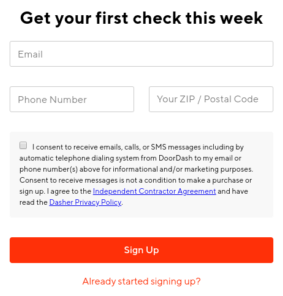 Get your first check this week
Email
Phone Number
Your ZIP / Postal Code
I consent to receive emails, calls, or SMS messages including by
automatic telephone dialing system from DoorDash to my email or
phone number(s) above for informational and/or marketing purposes.
Consent to receive messages is not a condition to make a purchase or
sign up. I agree to the Independent Contractor Agreement and have
read the Dasher Privacy Policy.
Sign Up
Already started signing up?